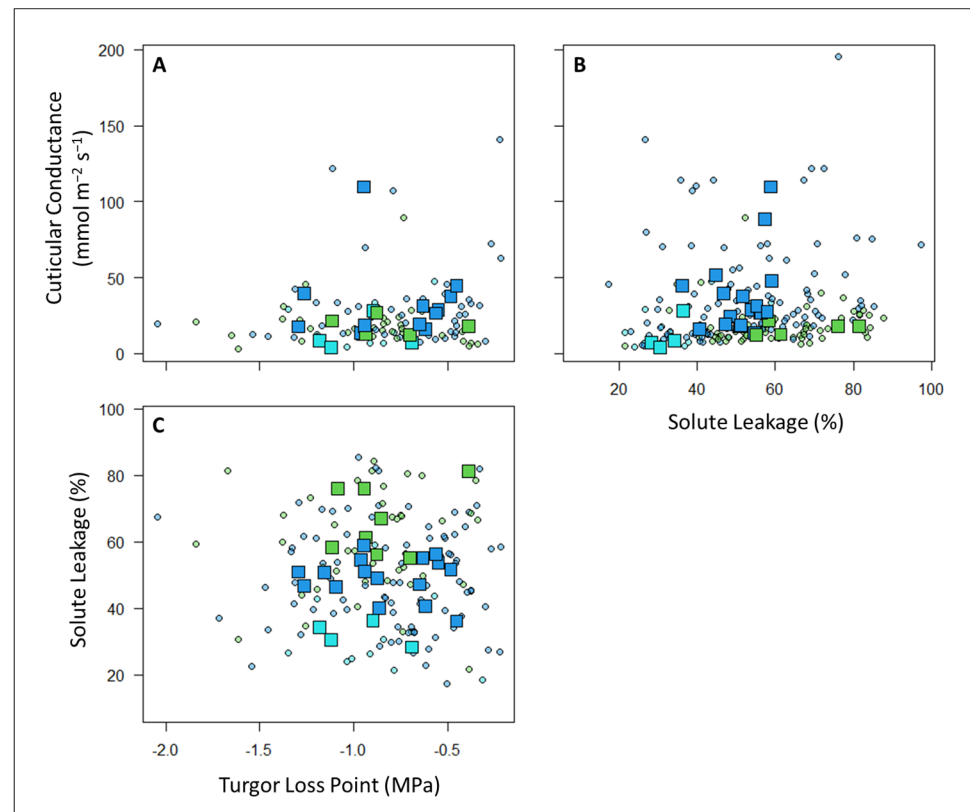 A
B
200
150
100
50
0
Cuticular Conductance
(mmol m⁻² s⁻¹)
20 40 60 80 100
Solute Leakage (%)
C
100
80
60
40
20
Solute Leakage (%)
-2.0 -1.5 -1.0 -0.5
Turgor Loss Point (MPa)